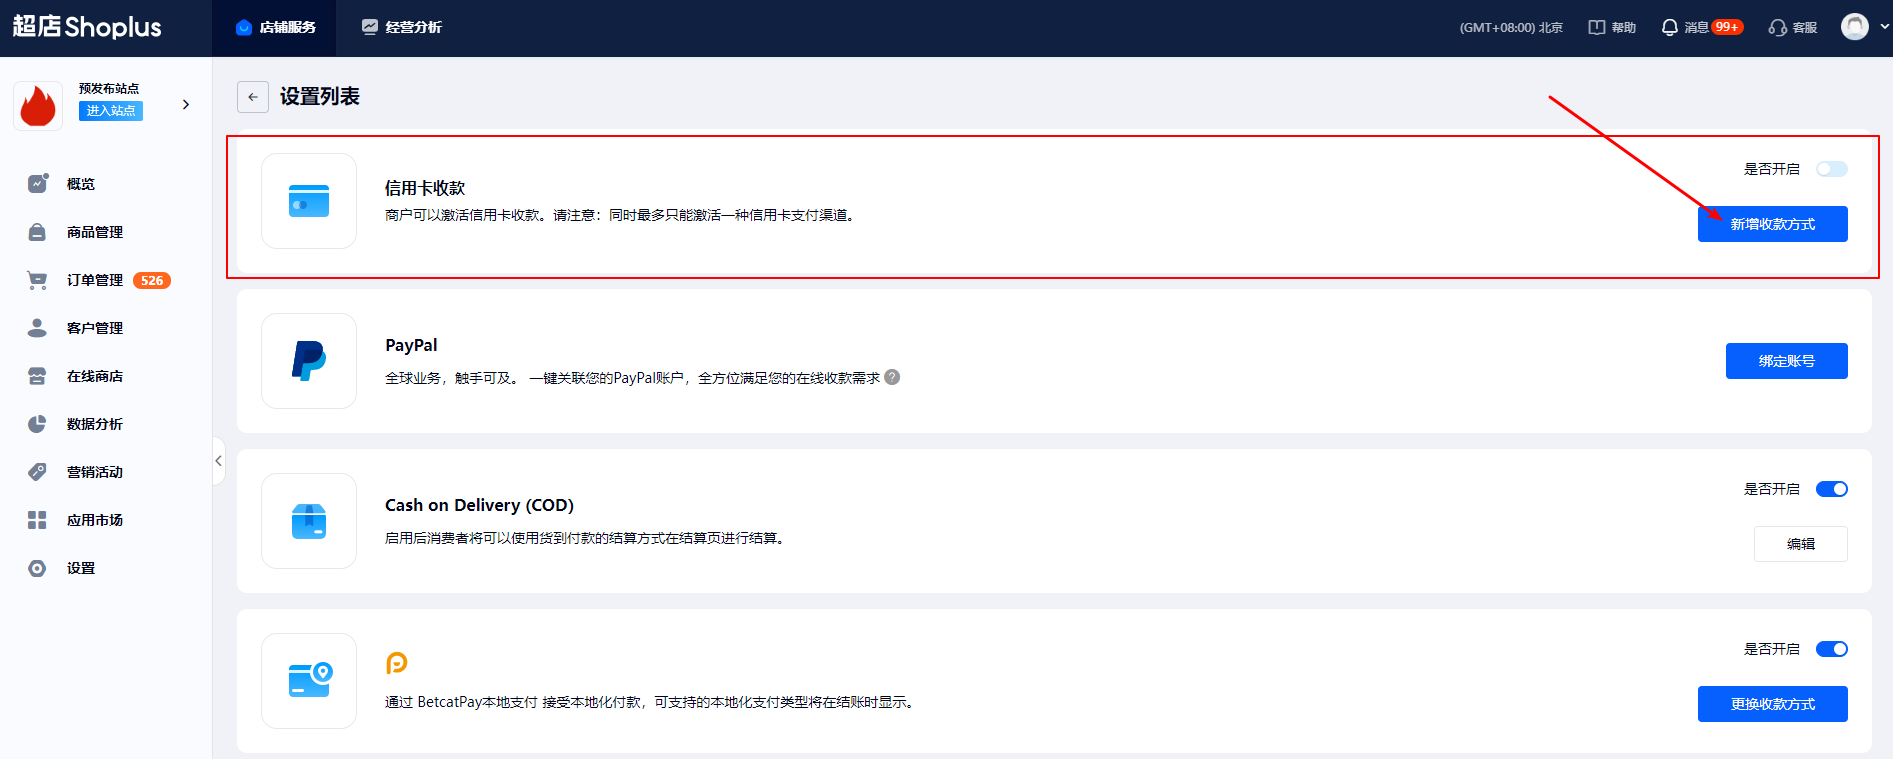 超店Shoplus
店铺服务
经营分析
(GMT+08:00) 北京
帮助
消息
99+
客服
预发布站点
进入站点
概览
商品管理
订单管理
526
客户管理
在线商店
数据分析
营销活动
应用市场
设置
设置列表
信用卡收款
商户可以激活信用卡收款。请注意：同时最多只能激活一种信用卡支付渠道。
是否开启
新增收款方式
PayPal
全球业务，触手可及。 一键关联您的PayPal账户，全方位满足您的在线收款需求
?
绑定账号
Cash on Delivery (COD)
启用后消费者将可以使用货到付款的结算方式在结算页进行结算。
是否开启
编辑
通过 BetcatPay本地支付 接受本地化付款，可支持的本地化支付类型将在结账时显示。
是否开启
更换收款方式